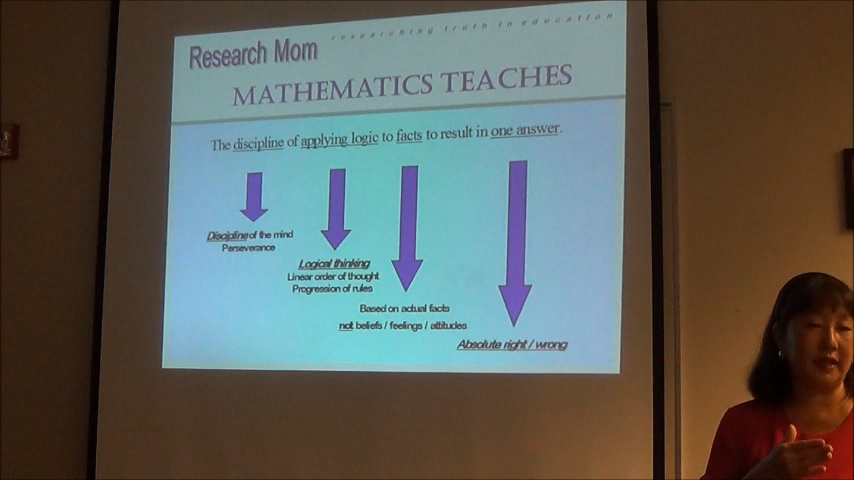 researching truth in education
Research Mom
MATHEMATICS TEACHES
The discipline of applying logic to facts to result in one answer.
Discipline of the mind
Perseverance
Logical thinking
Linear order of thought
Progression of rules
Based on actual facts
not beliefs / feelings / attitudes
Absolute right / wrong